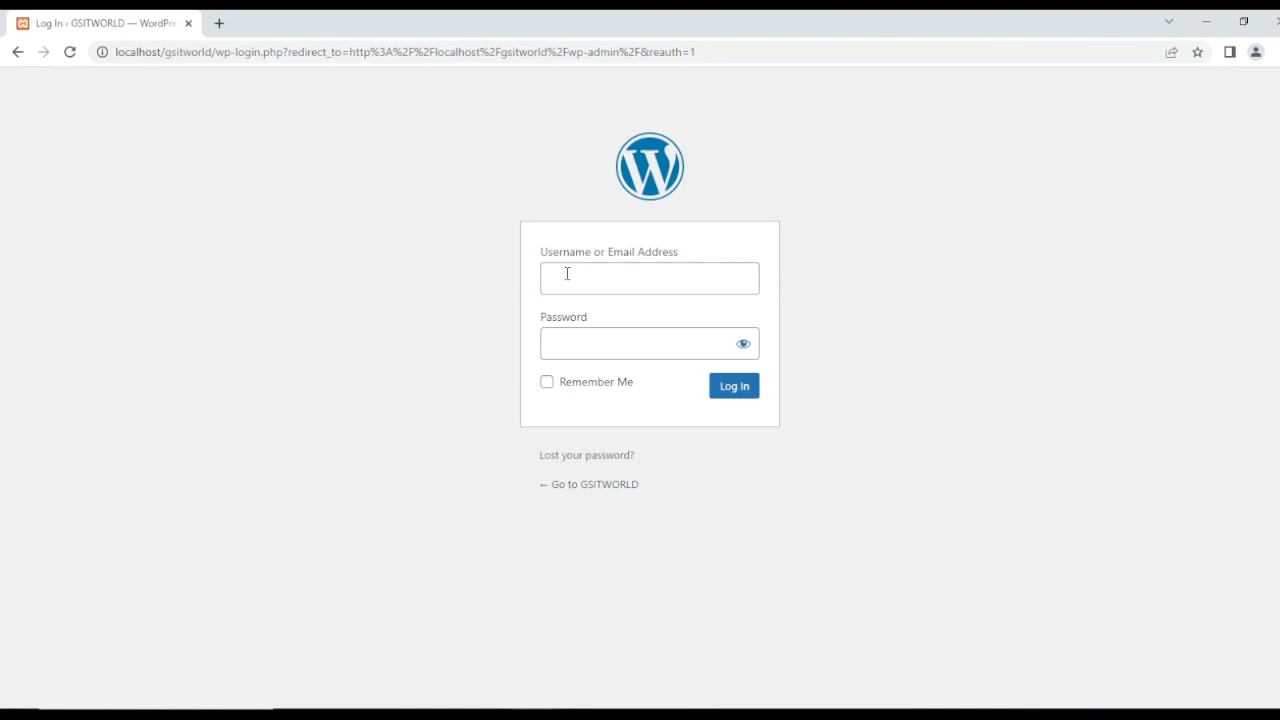 Log In ‹ GSITWORLD — WordPre
localhost/gsitworld/wp-login.php?redirect_to=http%3A%2F%2Flocalhost%2Fgsitworld%2Fwp-admin%2F&reauth=1
Username or Email Address
Password
Remember Me
Log In
Lost your password?
← Go to GSITWORLD